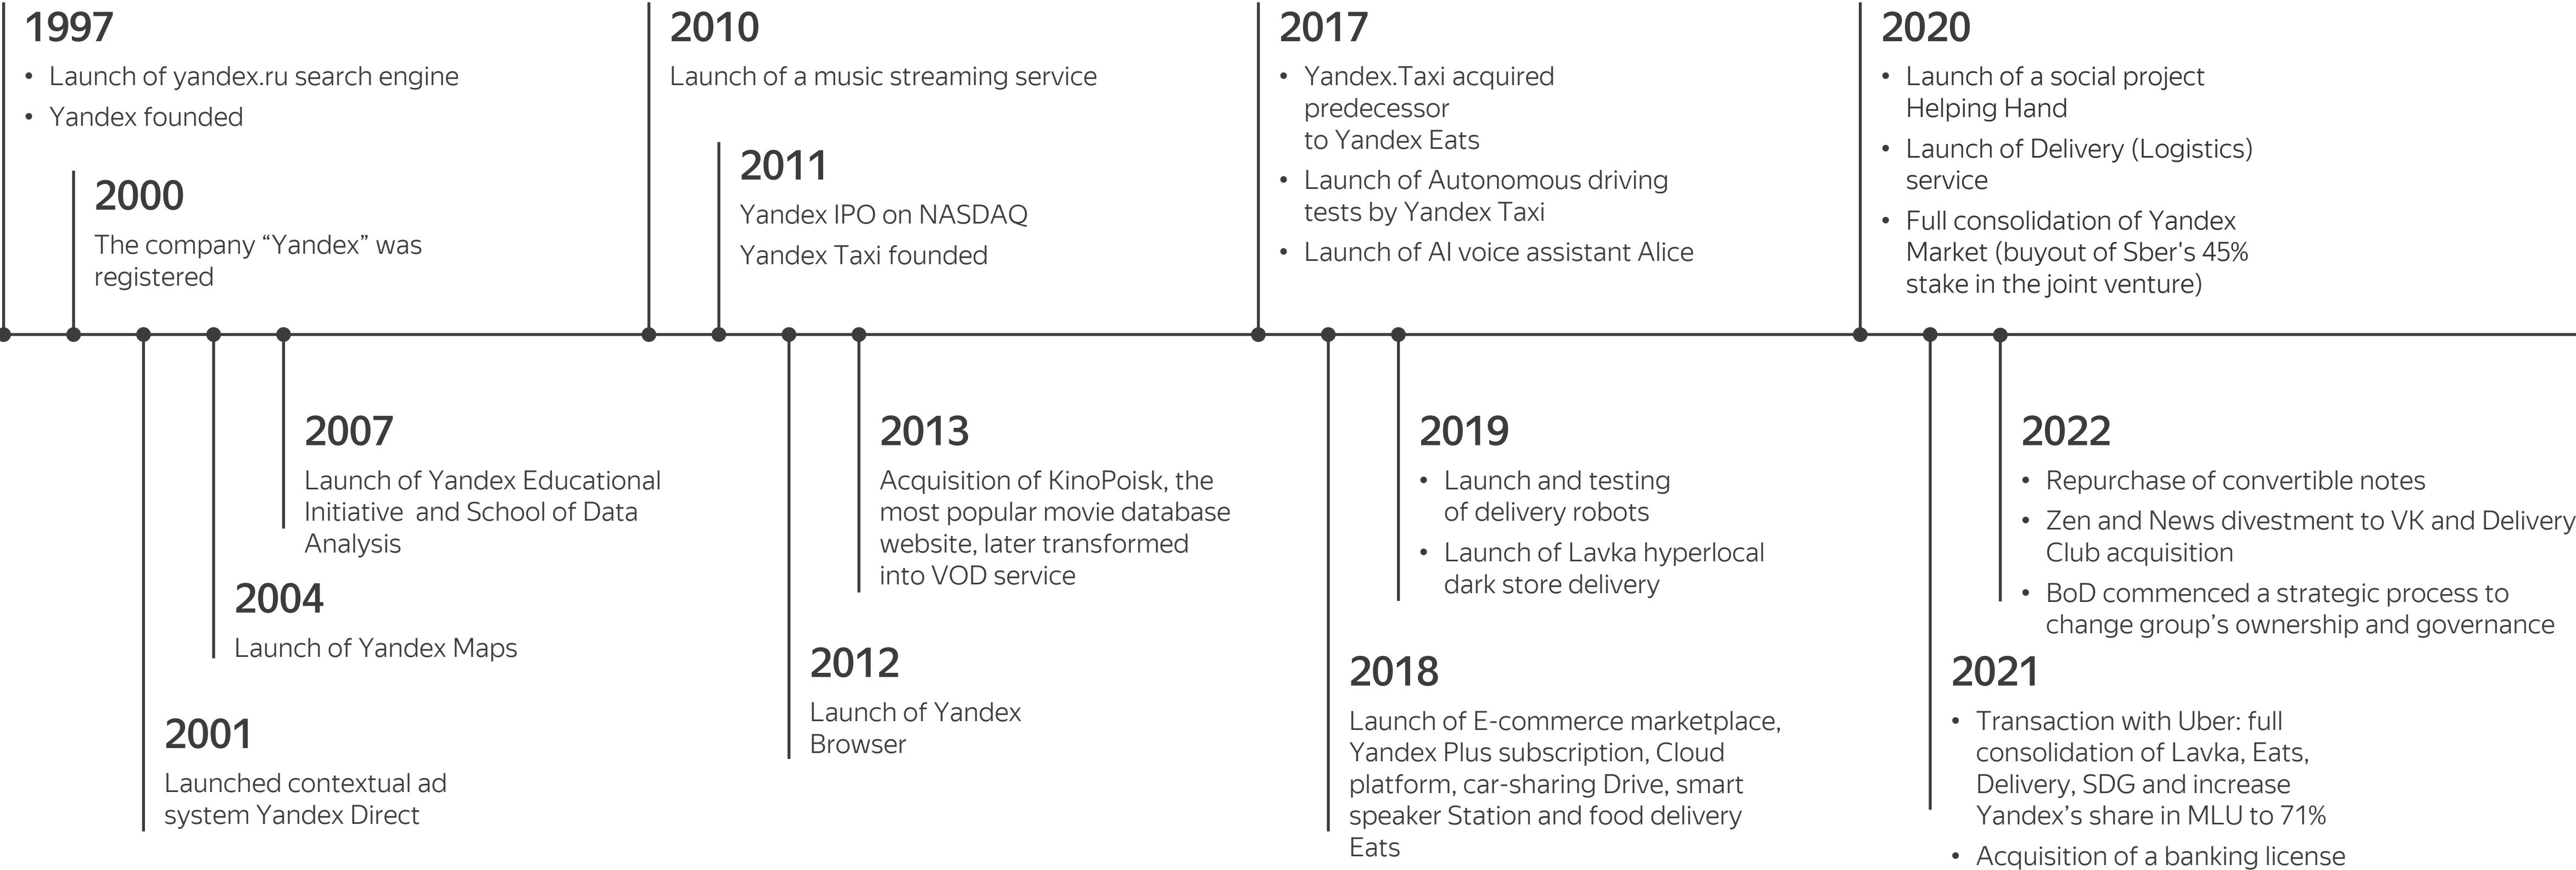 1997
• Launch of yandex.ru search engine
• Yandex founded
2000
The company “Yandex” was
registered
2001
Launched contextual ad
system Yandex Direct
2004
Launch of Yandex Maps
2007
Launch of Yandex Educational
Initiative and School of Data
Analysis
2010
Launch of a music streaming service
2011
Yandex IPO on NASDAQ
Yandex Taxi founded
2012
Launch of Yandex
Browser
2013
Acquisition of KinoPoisk, the
most popular movie database
website, later transformed
into VOD service
2017
• Yandex.Taxi acquired
predecessor
to Yandex Eats
• Launch of Autonomous driving
tests by Yandex Taxi
• Launch of AI voice assistant Alice
2018
Launch of E-commerce marketplace,
Yandex Plus subscription, Cloud
platform, car-sharing Drive, smart
speaker Station and food delivery
Eats
2019
• Launch and testing
of delivery robots
• Launch of Lavka hyperlocal
dark store delivery
2020
• Launch of a social project
Helping Hand
• Launch of Delivery (Logistics)
service
• Full consolidation of Yandex
Market (buyout of Sber's 45%
stake in the joint venture)
2021
• Transaction with Uber: full
consolidation of Lavka, Eats,
Delivery, SDG and increase
Yandex’s share in MLU to 71%
• Acquisition of a banking license
2022
• Repurchase of convertible notes
• Zen and News divestment to VK and Delivery
Club acquisition
• BoD commenced a strategic process to
change group’s ownership and governance